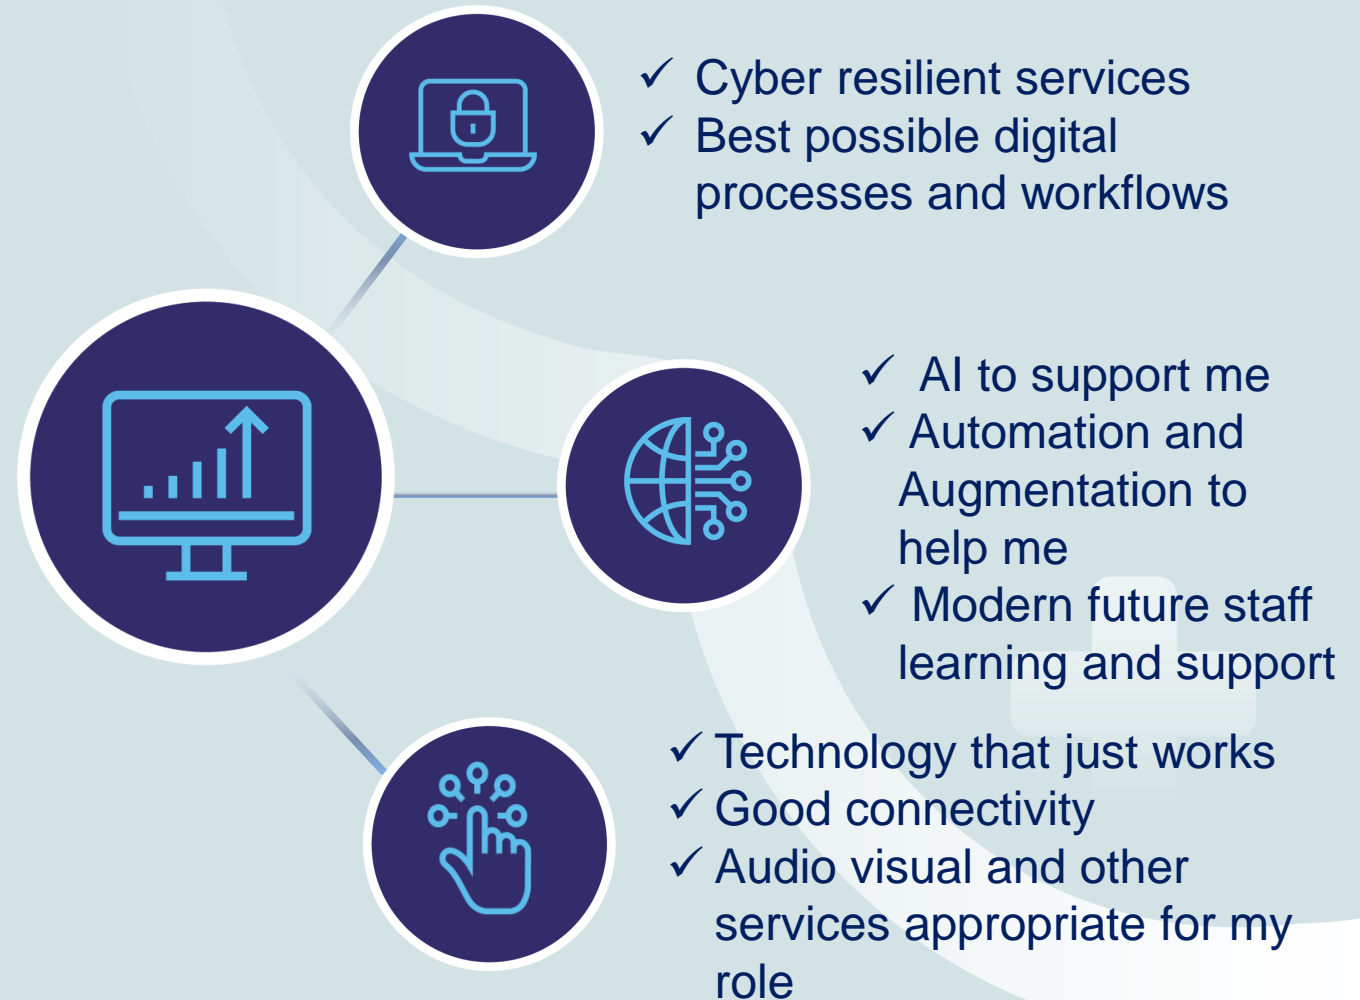 ✓ Cyber resilient services
✓ Best possible digital
processes and workflows
✓ AI to support me
✓ Automation and
Augmentation to
help me
✓ Modern future staff
learning and support
✓ Technology that just works
✓ Good connectivity
✓ Audio visual and other
services appropriate for my
role